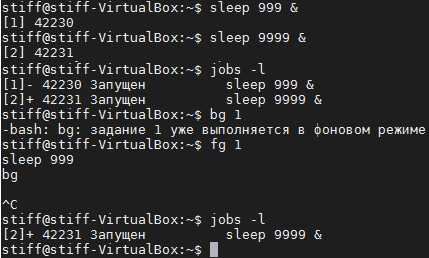 stiff@stiff-VirtualBox:~$ sleep 999 &
[1] 42230
stiff@stiff-VirtualBox:~$ sleep 9999 &
[2] 42231
stiff@stiff-VirtualBox:~$ jobs -l
[1]- 42230 Запущен          sleep 999 &
[2]+ 42231 Запущен          sleep 9999 &
stiff@stiff-VirtualBox:~$ bg 1
-bash: bg: задание 1 уже выполняется в фоновом режиме
stiff@stiff-VirtualBox:~$ fg 1
sleep 999
bg
^C
stiff@stiff-VirtualBox:~$ jobs -l
[2]+ 42231 Запущен          sleep 9999 &
stiff@stiff-VirtualBox:~$